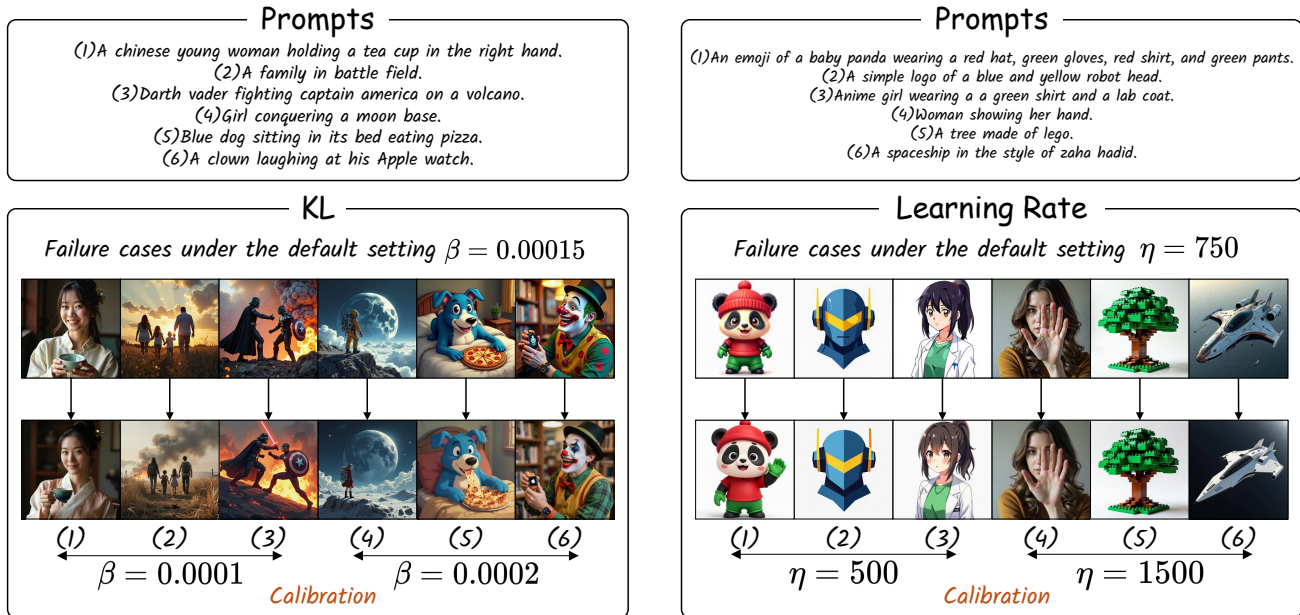 Prompts
(1)A chinese young woman holding a tea cup in the right hand.
(2)A family in battle field.
(3)Darth vader fighting captain america on a volcano.
(4)Girl conquering a moon base.
(5)Blue dog sitting in its bed eating pizza.
(6)A clown laughing at his Apple watch.
Prompts
(1)An emoji of a baby panda wearing a red hat, green gloves, red shirt, and green pants.
(2)A simple logo of a blue and yellow robot head.
(3)Anime girl wearing a a green shirt and a lab coat.
(4)Woman showing her hand.
(5)A tree made of lego.
(6)A spaceship in the style of zaha hadid.
KL
Failure cases under the default setting β = 0.00015
(1) (2) (3) (4) (5) (6)
β = 0.0001 β = 0.0002
Calibration
Learning Rate
Failure cases under the default setting η = 750
(1) (2) (3) (4) (5) (6)
η = 500 η = 1500
Calibration